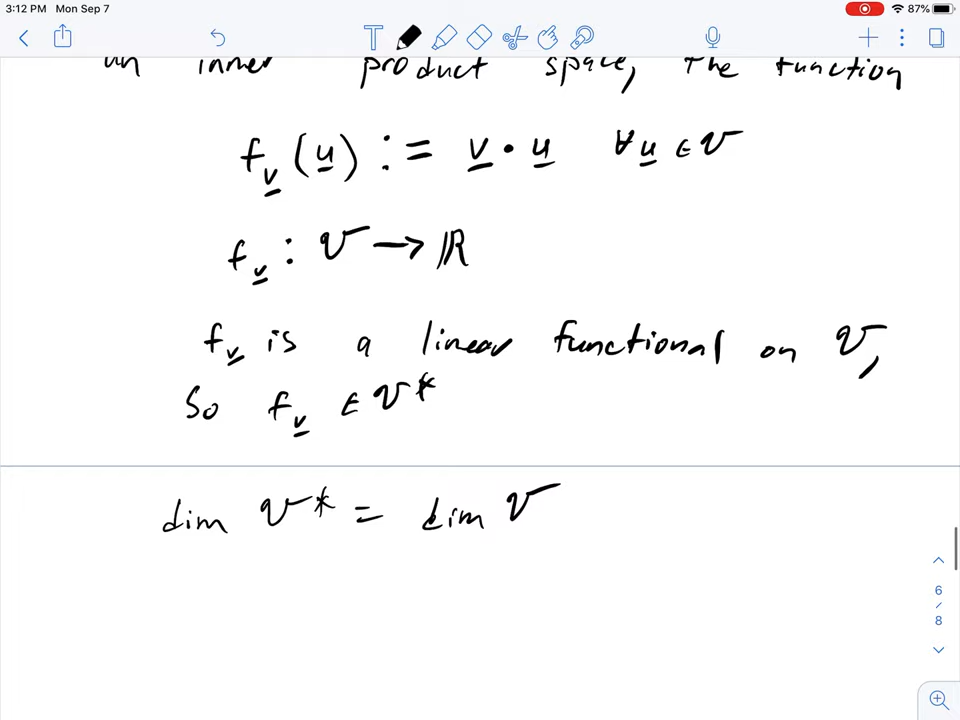 3:12 PM Mon Sep 7 87%
an inner product space, the function
f_v(u) := v • u ∀u ∈ V
f_v : V → ℝ
f_v is a linear functional on V,
So f_v ∈ V*
dim V* = dim V
6
/
8